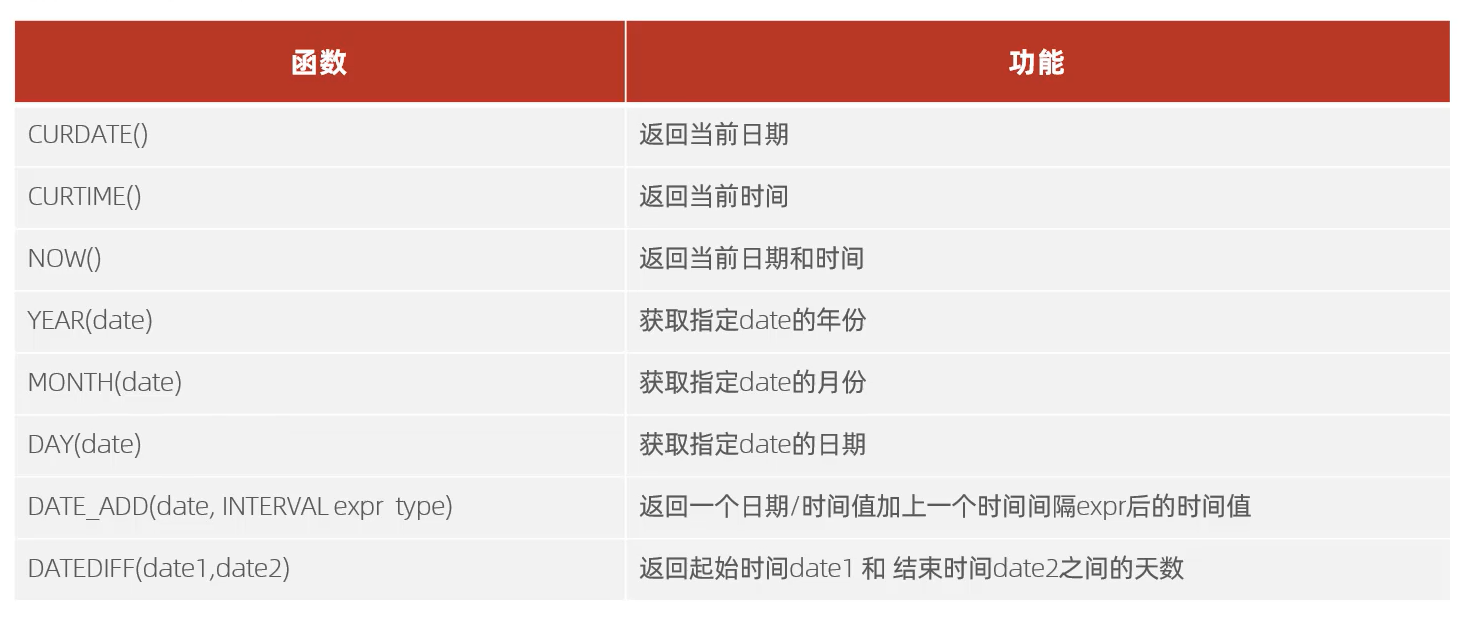 函数 功能
CURDATE() 返回当前日期
CURTIME() 返回当前时间
NOW() 返回当前日期和时间
YEAR(date) 获取指定date的年份
MONTH(date) 获取指定date的月份
DAY(date) 获取指定date的日期
DATE_ADD(date, INTERVAL expr  type) 返回一个日期/时间值加上一个时间间隔expr后的时间值
DATEDIFF(date1,date2) 返回起始时间date1 和 结束时间date2之间的天数